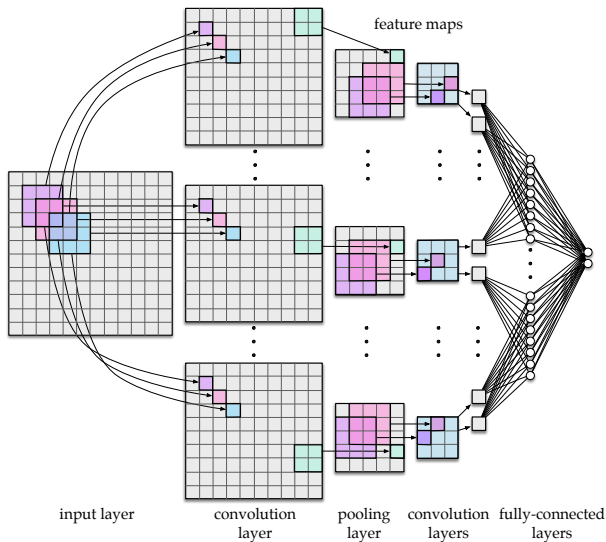 feature maps
input layer
convolution
layer
pooling
layer
convolution
layers
fully-connected
layers